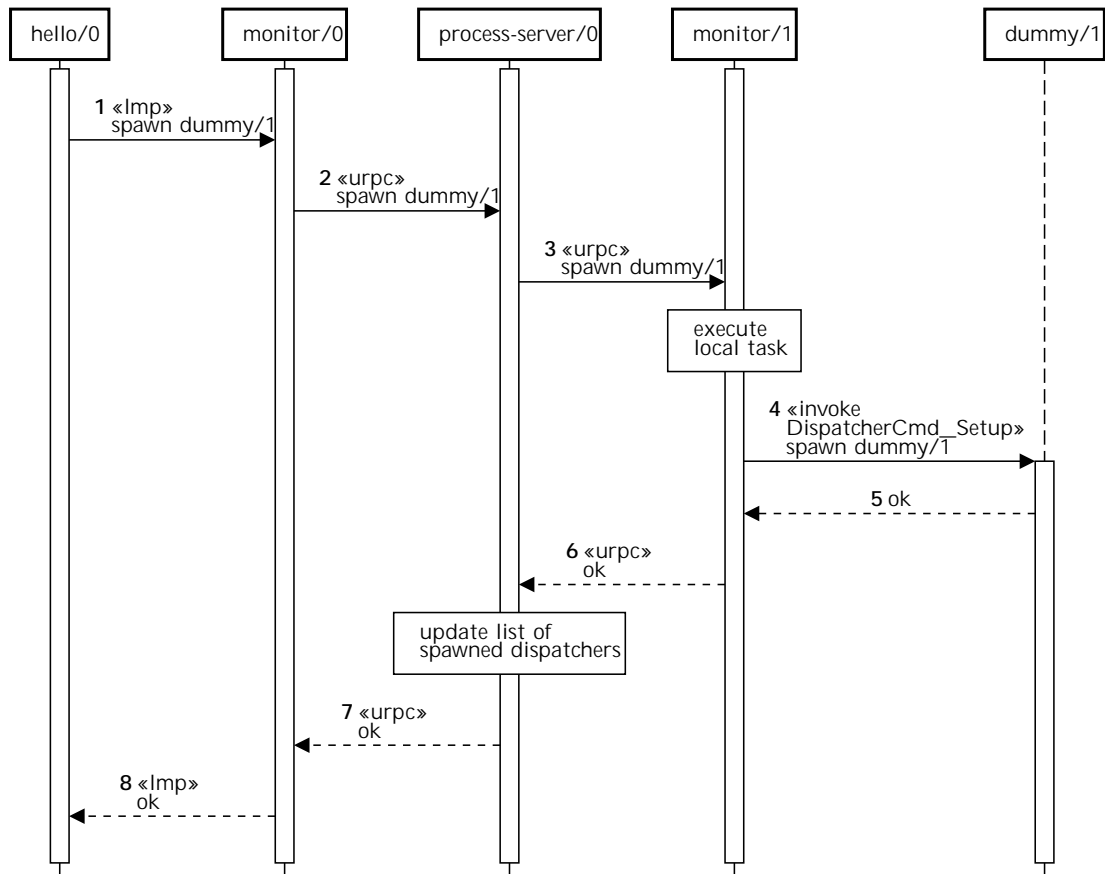 hello/0
monitor/0
process-server/0
monitor/1
dummy/1
1 «lmp»
spawn dummy/1
2 «urpc»
spawn dummy/1
3 «urpc»
spawn dummy/1
execute
local task
4 «invoke
DispatcherCmd_Setup»
spawn dummy/1
5 ok
6 «urpc»
ok
update list of
spawned dispatchers
7 «urpc»
ok
8 «lmp»
ok